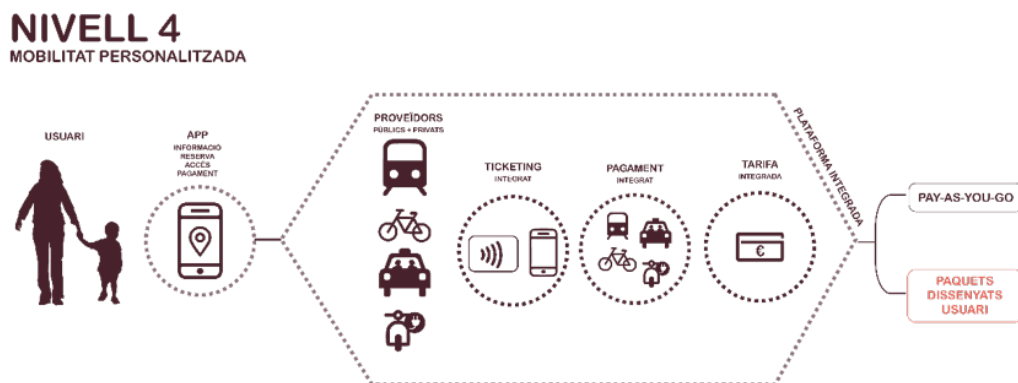 NIVELL 4
MOBILITAT PERSONALITZADA
USUARI
APP
INFORMACIÓ
RESERVA
ACCÉS
PAGAMENT
PROVEÏDORS
PÚBLICS + PRIVATS
TICKETING
INTEGRAT
PAGAMENT
INTEGRAT
TARIFA
INTEGRADA
€
PLATAFORMA INTEGRADA
PAY-AS-YOU-GO
PAQUETS
DISSENYATS
USUARI